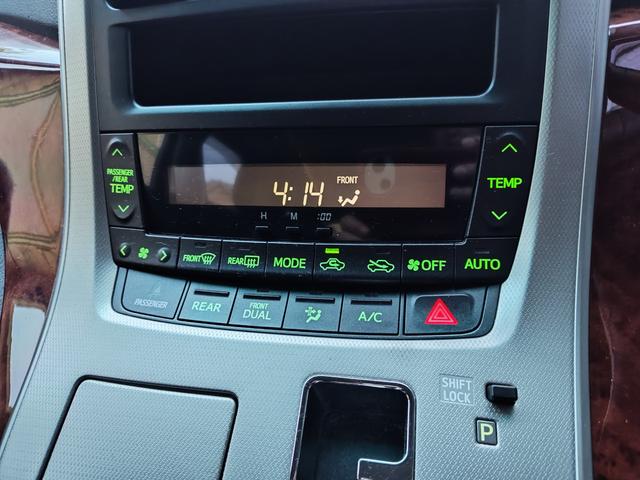 PASSENGER
/REAR
TEMP
4:14 FRONT
TEMP
H M :00
FRONT REAR MODE OFF AUTO
PASSENGER REAR FRONT DUAL A/C
SHIFT
LOCK
P